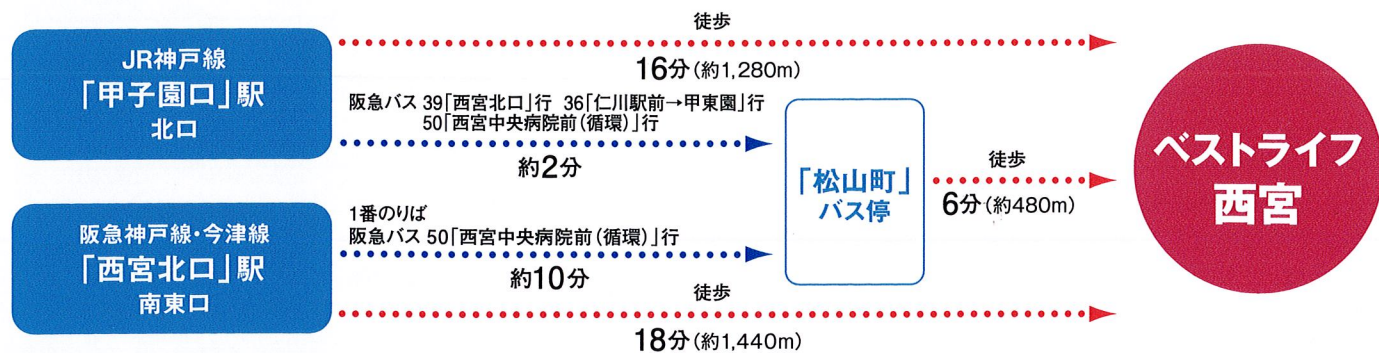 JR神戸線
「甲子園口」駅
北口
徒歩
16分(約1,280m)
阪急バス 39「西宮北口」行 36「仁川駅前→甲東園」行
50「西宮中央病院前(循環)」行
約2分
阪急神戸線・今津線
「西宮北口」駅
南東口
1番のりば
阪急バス 50「西宮中央病院前(循環)」行
約10分
徒歩
18分(約1,440m)
「松山町」
バス停
徒歩
6分(約480m)
ベストライフ
西宮